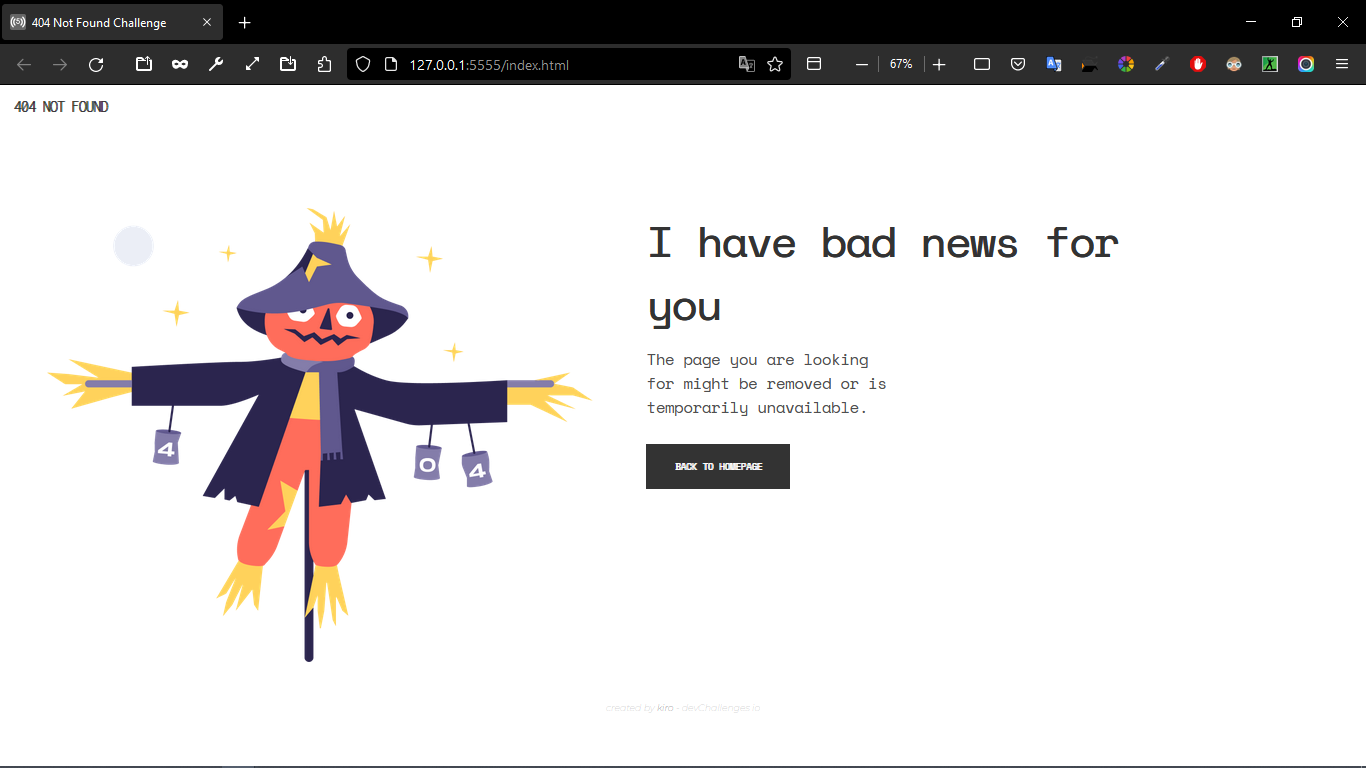 404 Not Found Challenge
127.0.0.1:5555/index.html
67%
404 NOT FOUND
I have bad news for
you
The page you are looking
for might be removed or is
temporarily unavailable.
BACK TO HOMEPAGE
4
0
4
created by kiro - devChallenges.io